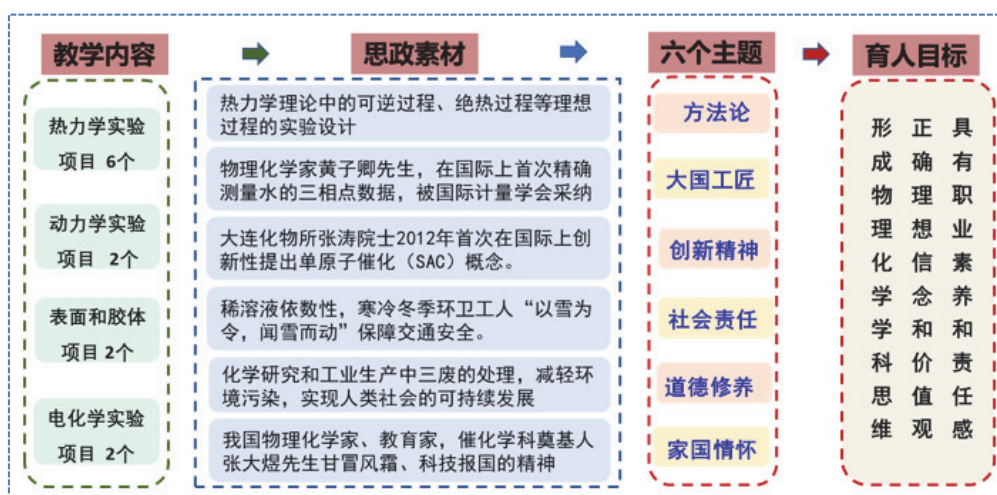 教学内容
思政素材
六个主题
育人目标
热力学实验
项目 6个
动力学实验
项目 2个
表面和胶体
项目 2个
电化学实验
项目 2个
热力学理论中的可逆过程、绝热过程等理想
过程的实验设计
物理化学家黄子卿先生，在国际上首次精确
测量水的三相点数据，被国际计量学会采纳
大连化物所张涛院士2012年首次在国际上创
新性提出单原子催化（SAC）概念。
稀溶液依数性，寒冷冬季环卫工人“以雪为
令，闻雪而动”保障交通安全。
化学研究和工业生产中三废的处理，减轻环
境污染，实现人类社会的可持续发展
我国物理化学家、教育家，催化学科奠基人
张大煜先生甘冒风霜、科技报国的精神
方法论
大国工匠
创新精神
社会责任
道德修养
家国情怀
形成物理化学学科思维
正确理想信念和价值观
具有职业素养和责任感